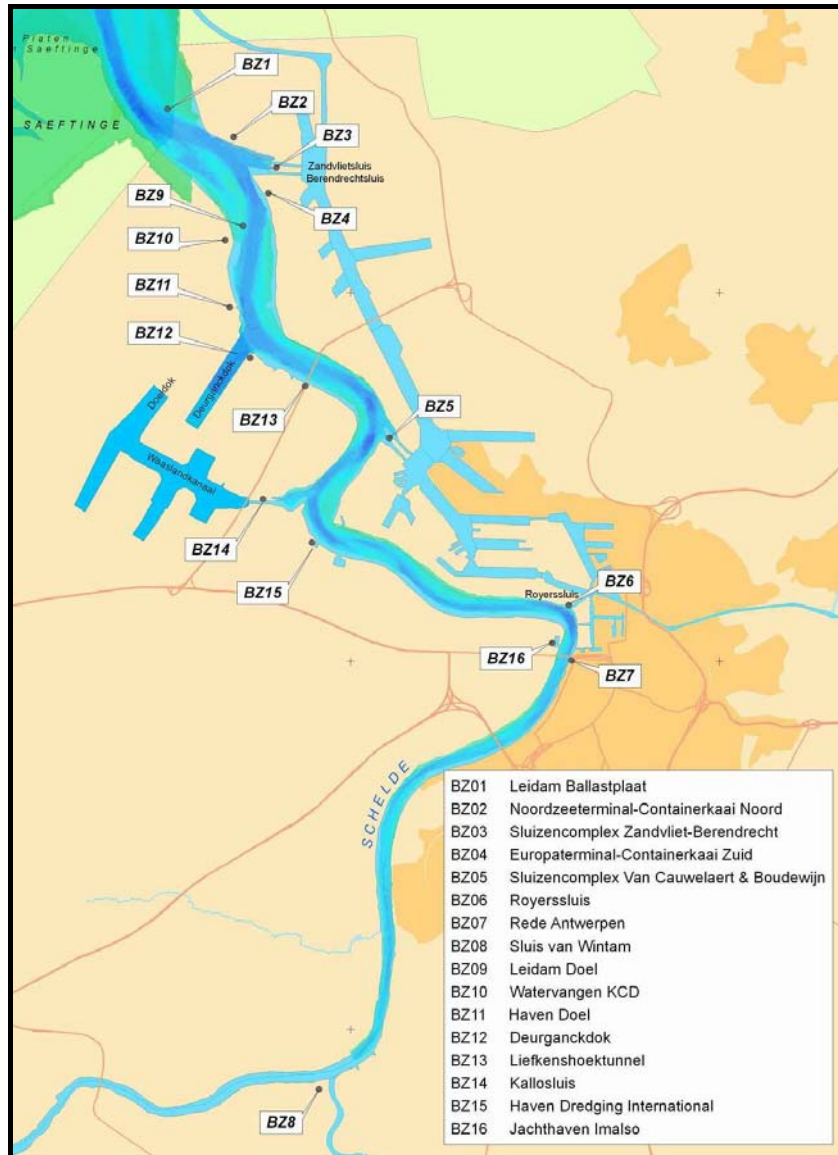 Platen
Saeftinge
SAEFTINGE
BZ1
BZ2
BZ3
Zandvlietsluis
Berendrechtsluis
BZ4
BZ9
BZ10
BZ11
BZ12
BZ13
Doeldok
Deurganckdok
BZ5
Waaslandkanaal
BZ14
BZ15
Royerssluis
BZ6
BZ16
BZ7
SCHELDE
BZ8
BZ01 Leidam Ballastplaat
BZ02 Noordzeeterminal-Containerkaai Noord
BZ03 Sluizencomplex Zandvliet-Berendrecht
BZ04 Europaterminal-Containerkaai Zuid
BZ05 Sluizencomplex Van Cauwelaert & Boudewijn
BZ06 Royerssluis
BZ07 Rede Antwerpen
BZ08 Sluis van Wintam
BZ09 Leidam Doel
BZ10 Watervangen KCD
BZ11 Haven Doel
BZ12 Deurganckdok
BZ13 Liefkenshoektunnel
BZ14 Kallosluis
BZ15 Haven Dredging International
BZ16 Jachthaven Imalso